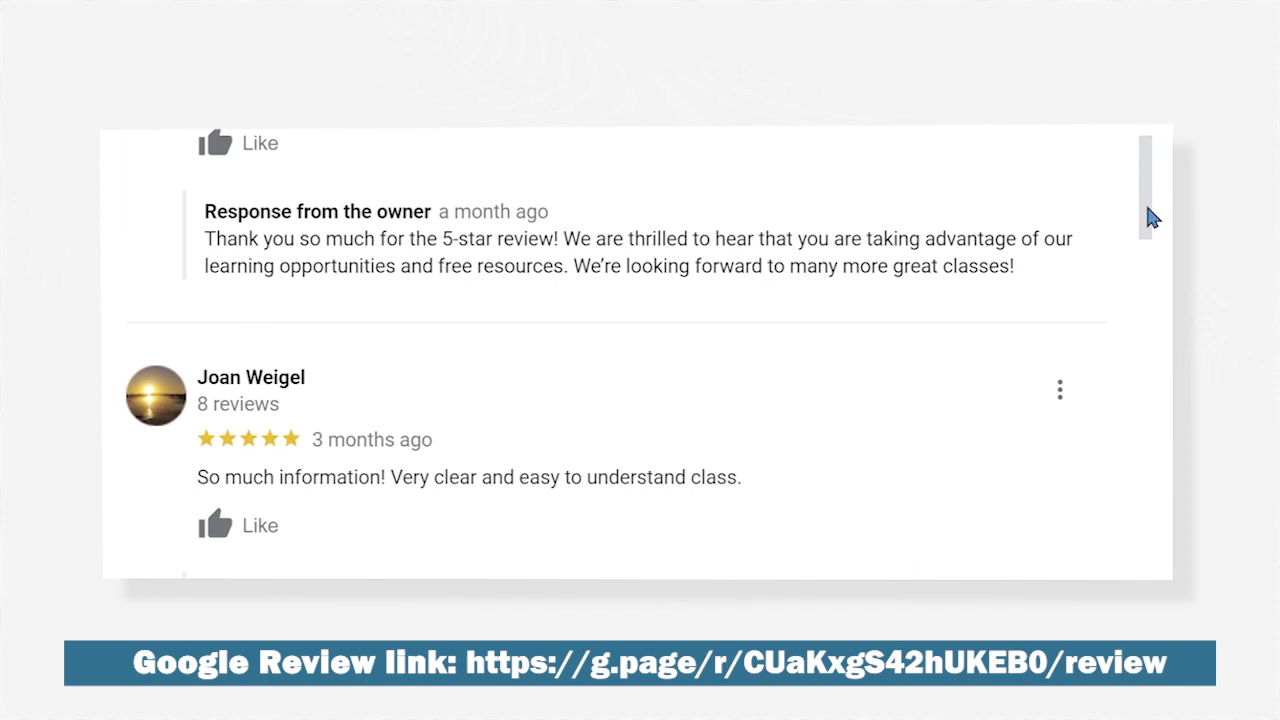 Like
Response from the owner a month ago
Thank you so much for the 5-star review! We are thrilled to hear that you are taking advantage of our
learning opportunities and free resources. We’re looking forward to many more great classes!
Joan Weigel
8 reviews
3 months ago
So much information! Very clear and easy to understand class.
Like
Google Review link: https://g.page/r/CUaKxgS42hUKEB0/review